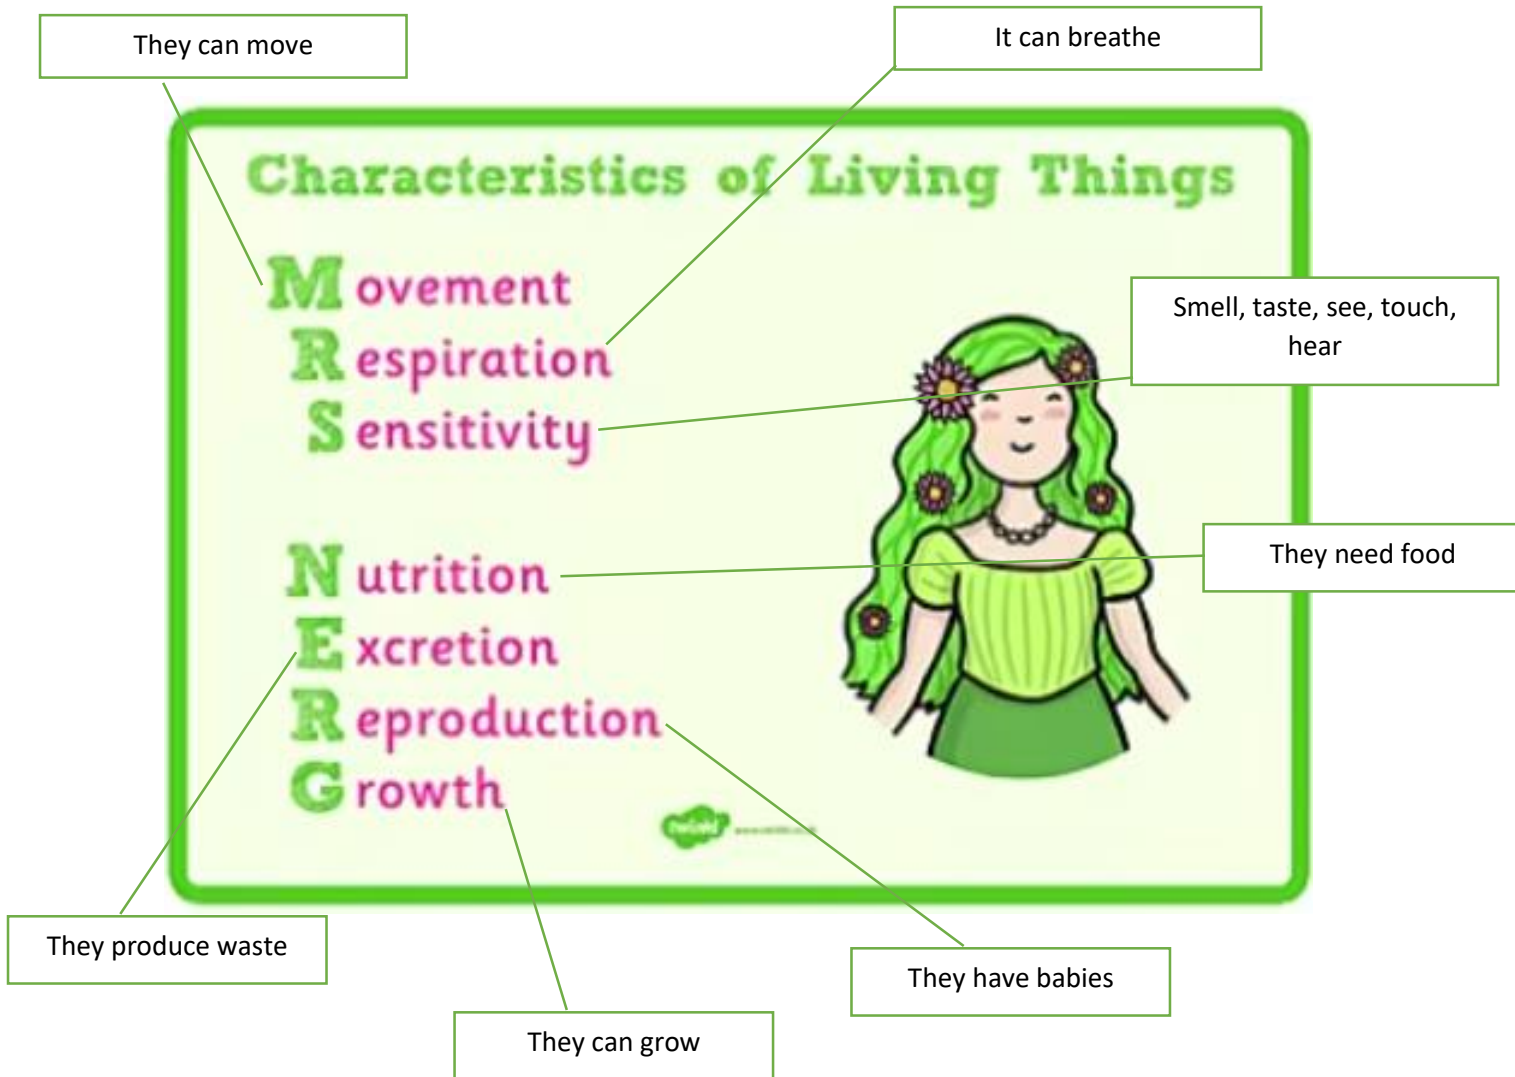 They can move
It can breathe
Characteristics of Living Things
Movement
Respiration
Smell, taste, see, touch,
hear
Sensitivity
They need food
Nutrition
Excretion
Reproduction
Growth
twinkl
They produce waste
They have babies
They can grow